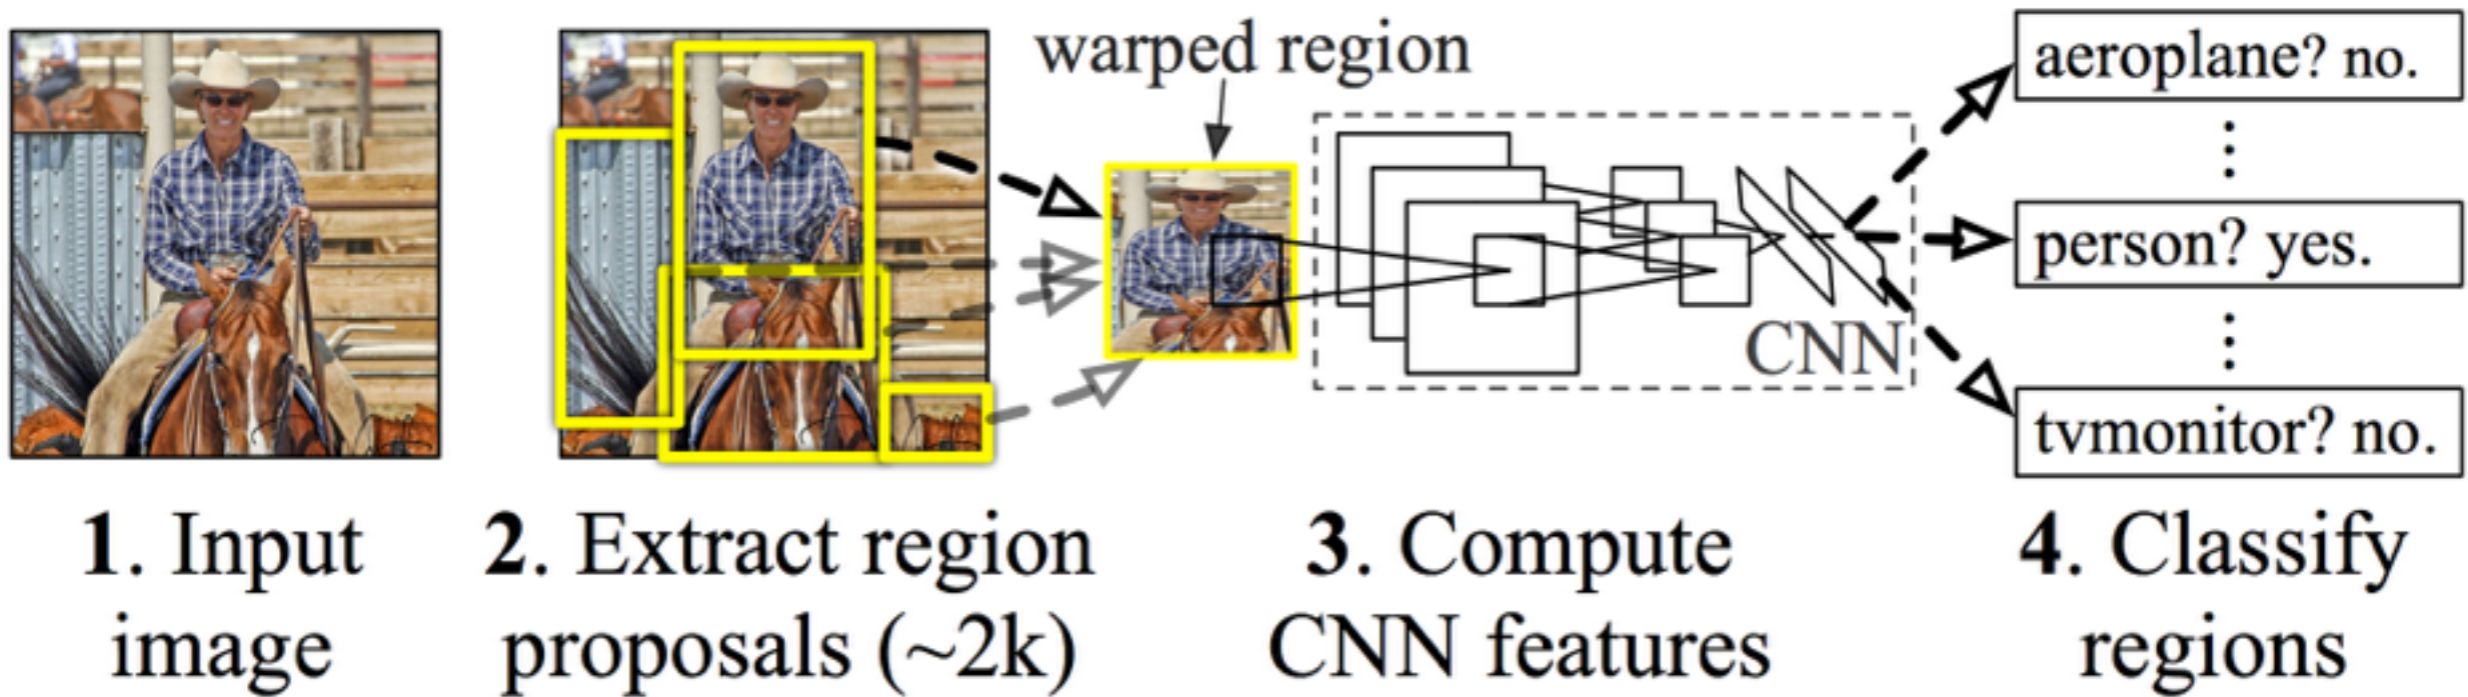 warped region
aeroplane? no.
person? yes.
CNN
tvmonitor? no.
1. Input
image
2. Extract region
proposals (~2k)
3. Compute
CNN features
4. Classify
regions